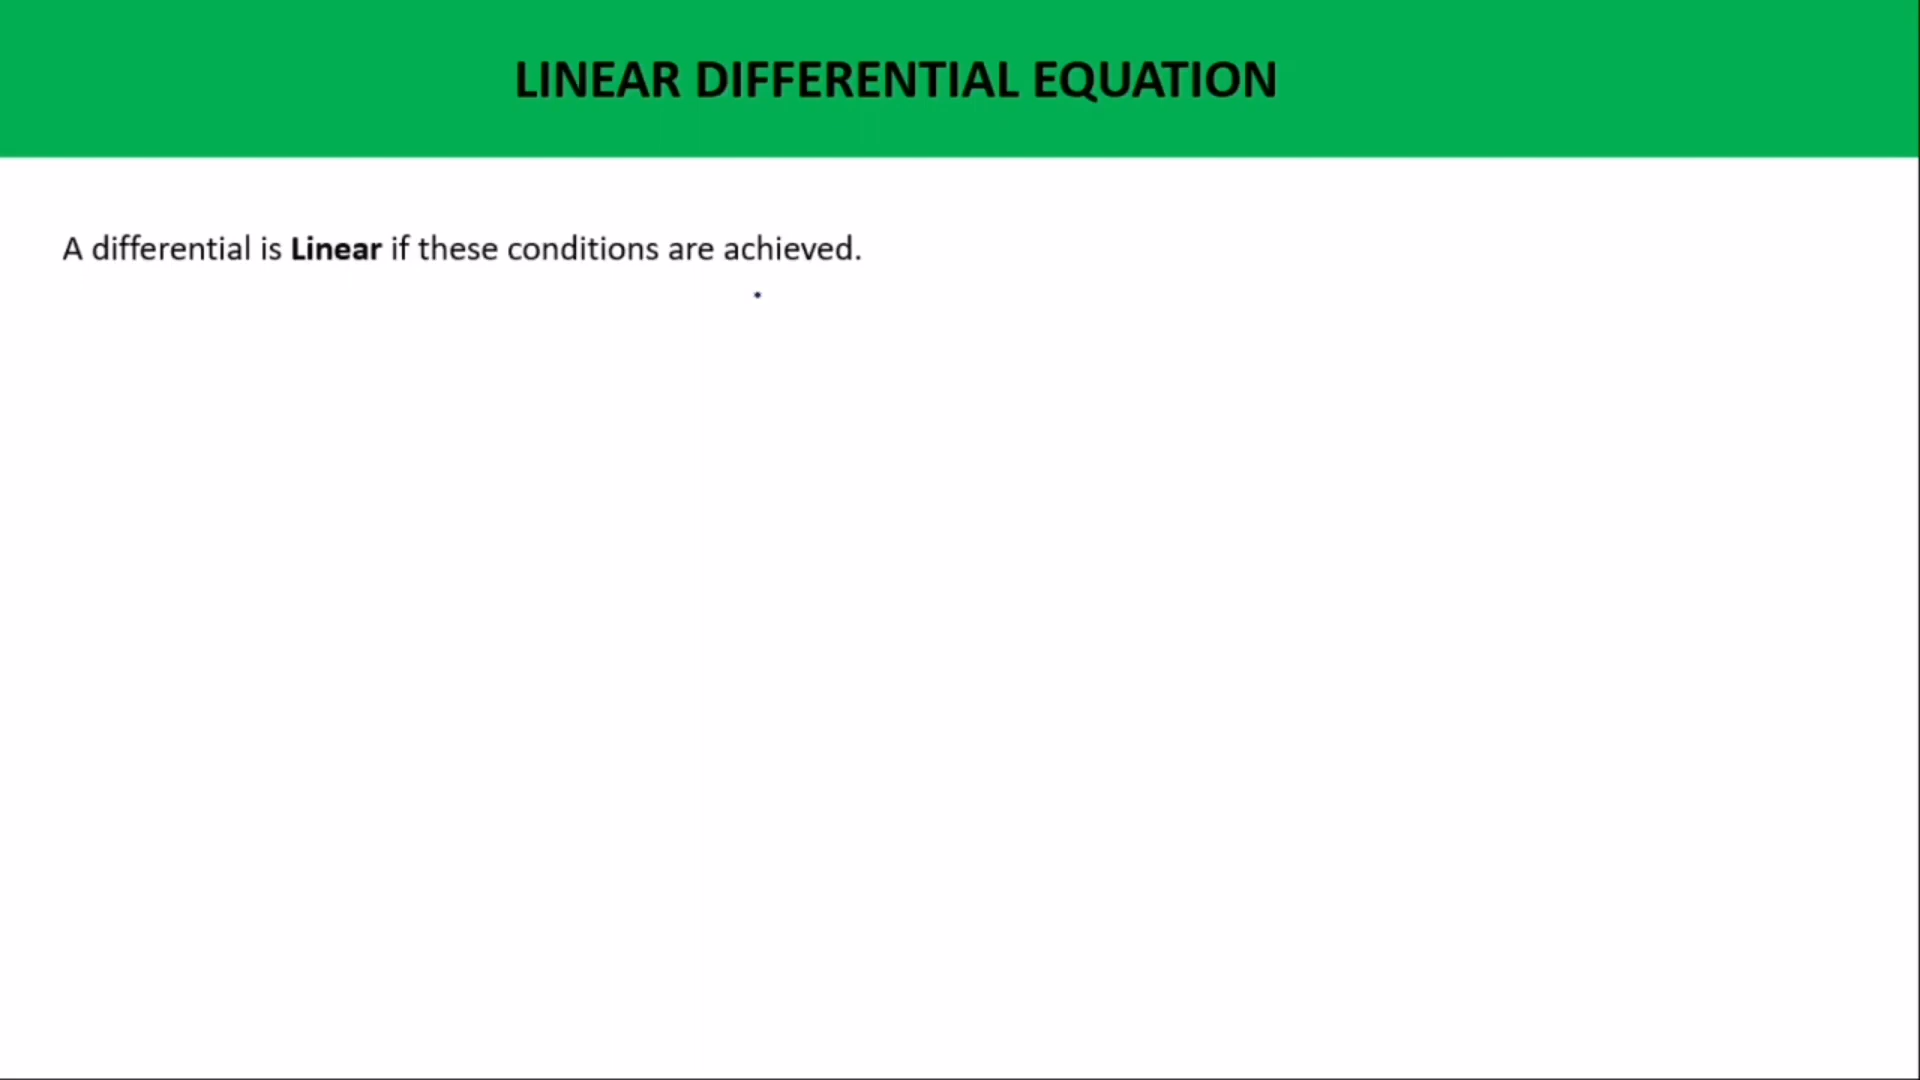 LINEAR DIFFERENTIAL EQUATION
A differential is Linear if these conditions are achieved.